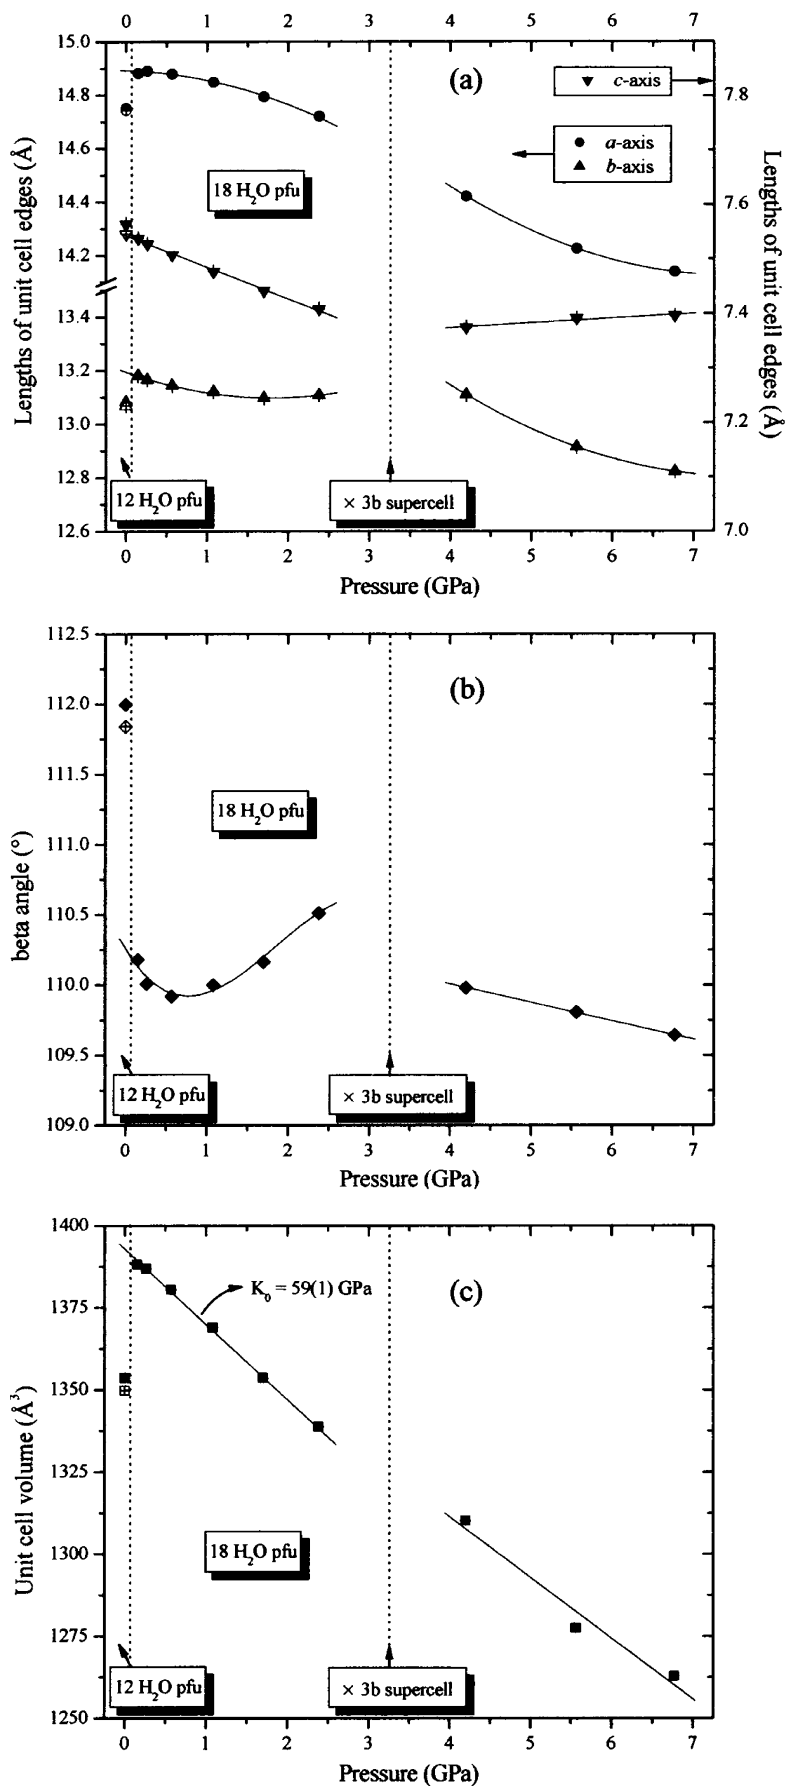 0 1 2 3 4 5 6 7
15.0
14.8
14.6
14.4
14.2
13.4
13.2
13.0
12.8
12.6
Lengths of unit cell edges (Å)
(a)
c-axis
a-axis
b-axis
18 H2O pfu
12 H2O pfu
× 3b supercell
7.8
7.6
7.4
7.2
7.0
Lengths of unit cell edges (Å)
0 1 2 3 4 5 6 7
Pressure (GPa)
112.5
112.0
111.5
111.0
110.5
110.0
109.5
109.0
beta angle (°)
(b)
18 H2O pfu
12 H2O pfu
× 3b supercell
0 1 2 3 4 5 6 7
Pressure (GPa)
1400
1375
1350
1325
1300
1275
1250
Unit cell volume (Å3)
K0 = 59(1) GPa
(c)
18 H2O pfu
12 H2O pfu
× 3b supercell
0 1 2 3 4 5 6 7
Pressure (GPa)